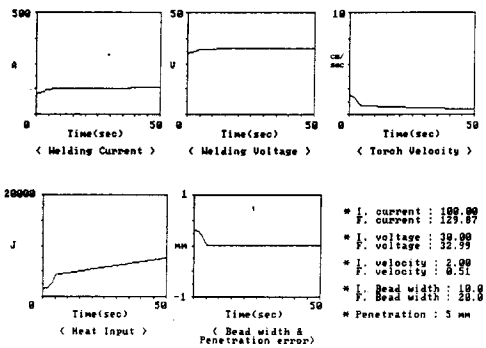 500
A
0
Time(sec)
50
< Welding Current >
50
V
0
Time(sec)
50
< Welding Voltage >
10
cm/
sec
0
Time(sec)
50
< Torch Velocity >
20000
J
0
Time(sec)
50
< Heat Input >
1
MM
-1
Time(sec)
50
< Bead width &
Penetration error>
* I. current : 100.00
F. current : 129.87
* I. voltage : 30.00
F. voltage : 32.99
* I. velocity : 2.00
F. velocity : 0.51
* I. Bead width : 10.0
F. Bead width : 20.0
* Penetration : 5 MM